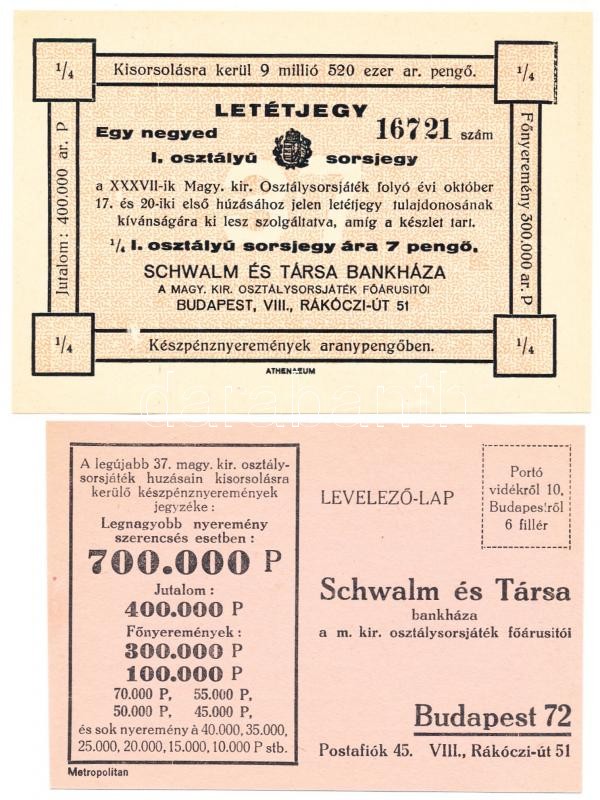 1/4
Kisorsolásra kerül 9 millió 520 ezer ar. pengő.
1/4
Jutalom: 400.000 ar. P
Főnyeremény 300.000 ar. P
LETÉTJEGY
Egy negyed
16721 szám
I. osztályú sorsjegy
37
a XXXVII-ik Magy. kir. Osztálysorsjáték folyó évi október
17. és 20-iki első húzásához jelen letétjegy tulajdonosának
kívánságára ki lesz szolgáltatva, amíg a készlet tart.
1/4 I. osztályú sorsjegy ára 7 pengő.
SCHWALM ÉS TÁRSA BANKHÁZA
A MAGY. KIR. OSZTÁLYSORSJÁTÉK FŐÁRUSITÓI
BUDAPEST, VIII., RÁKÓCZI-ÚT 51
1/4
Készpénznyeremények aranypengőben.
1/4
ATHENAEUM
darabanth
A legújabb 37. magy. kir. osztály-
sorsjáték huzásain kisorsolásra
kerülő készpénznyeremények
jegyzéke:
Legnagyobb nyeremény
szerencsés esetben:
700.000 P
Jutalom:
400.000 P
Főnyeremények:
300.000 P
100.000 P
70.000 P, 55.000 P,
50.000 P, 45.000 P,
és sok nyeremény à 40.000, 35.000,
25.000, 20.000, 15.000, 10.000 P stb.
Metropolitan
LEVELEZŐ-LAP
Portó
vidékről 10,
Budapestről
6 fillér
Schwalm és Társa
bankháza
a m. kir. osztálysorsjáték főárusitói
Budapest 72
Postafiók 45. VIII., Rákóczi-út 51